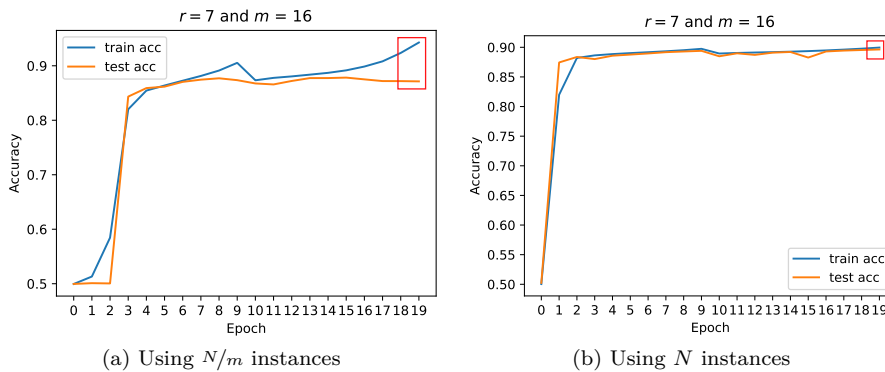 r = 7 and m = 16
train acc
test acc
0.9
0.8
0.7
0.6
0.5
Accuracy
0 1 2 3 4 5 6 7 8 9 10 11 12 13 14 15 16 17 18 19
Epoch
(a) Using N/m instances
r = 7 and m = 16
0.90
0.85
0.80
0.75
0.70
0.65
0.60
0.55
0.50
Accuracy
train acc
test acc
0 1 2 3 4 5 6 7 8 9 10 11 12 13 14 15 16 17 18 19
Epoch
(b) Using N instances